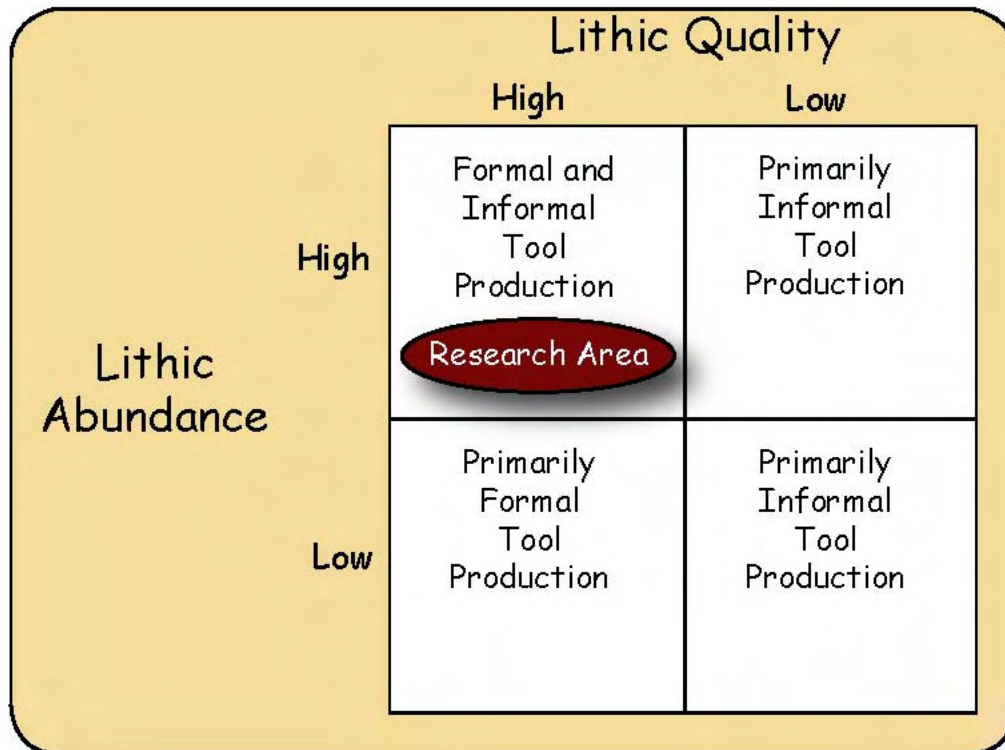 Lithic Quality
High
Low
High
Formal and
Informal
Tool
Production
Research Area
Primarily
Informal
Tool
Production
Lithic
Abundance
Low
Primarily
Formal
Tool
Production
Primarily
Informal
Tool
Production